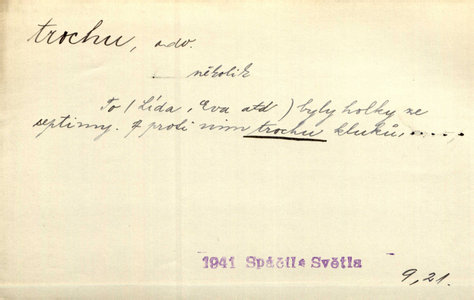 trochu, adv.
několik
To (Lída, Eva atd) byly holky ze
septimy. A proti nim trochu kluků,.....,
1941 Spáčil: Světla
9,21.